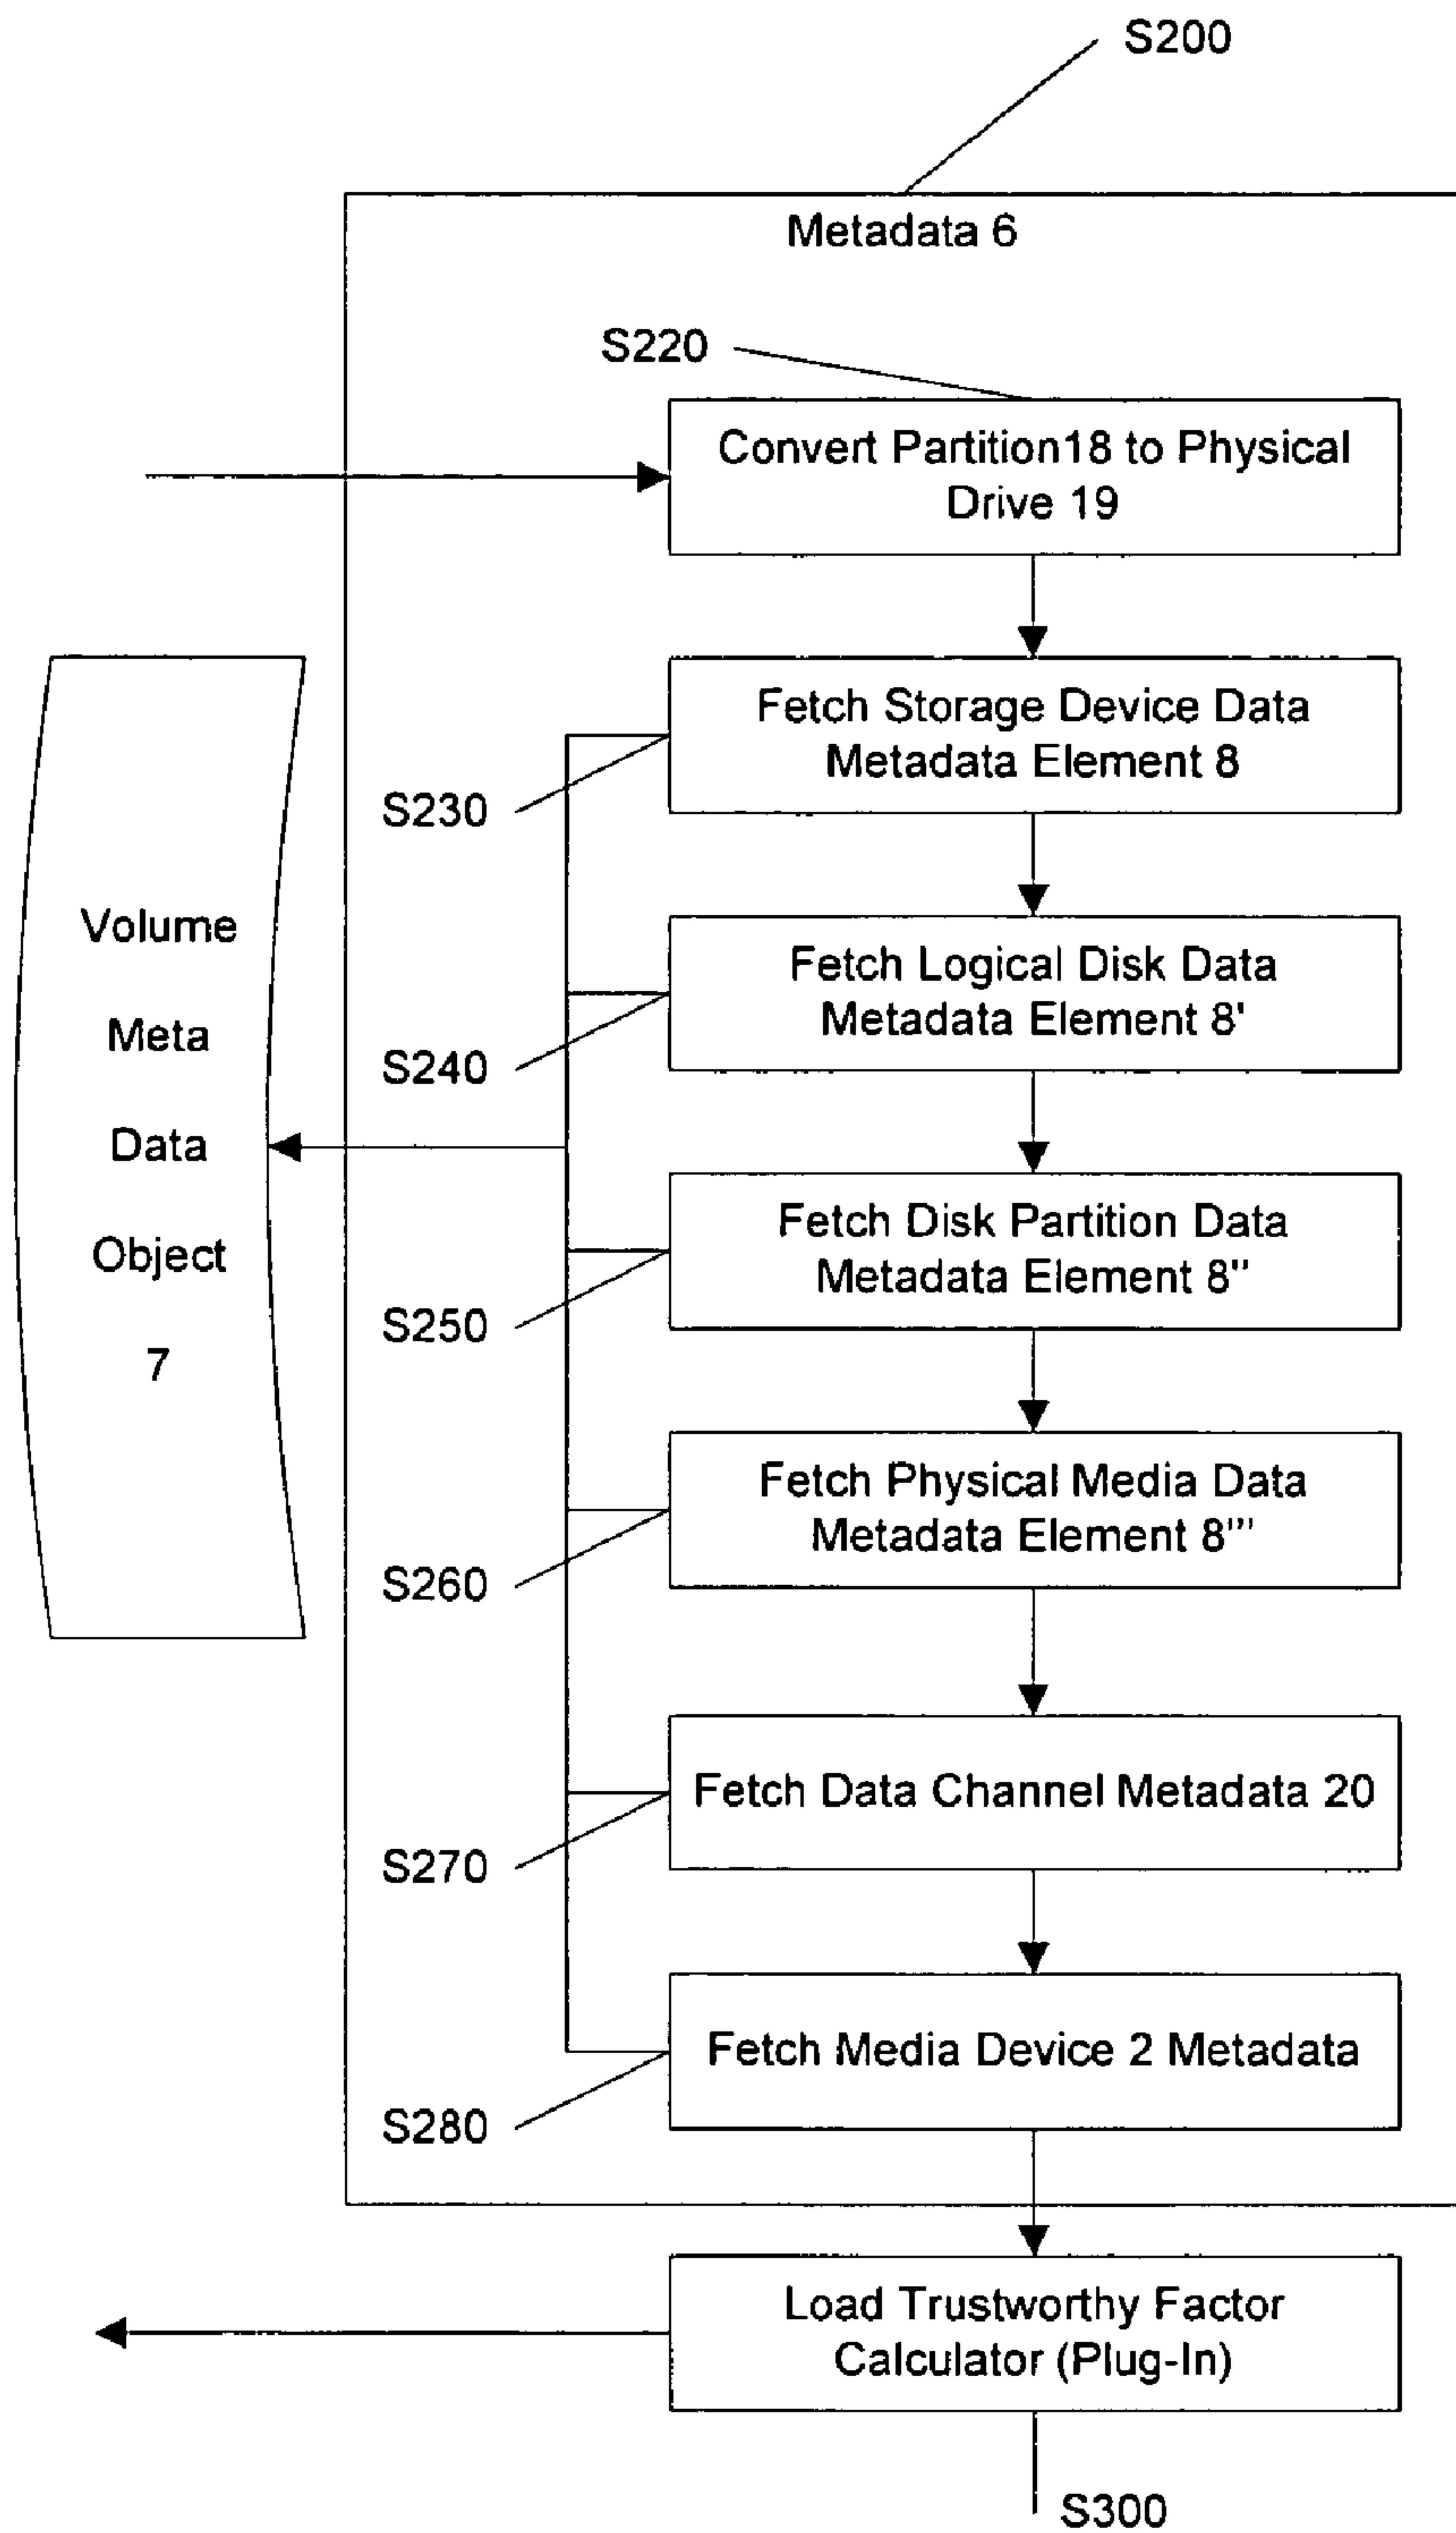 S200
Metadata 6
S220
Convert Partition18 to Physical
Drive 19
Fetch Storage Device Data
Metadata Element 8
S230
Fetch Logical Disk Data
Metadata Element 8'
S240
Fetch Disk Partition Data
Metadata Element 8"
S250
Volume
Meta
Data
Object
7
Fetch Physical Media Data
Metadata Element 8'"
S260
Fetch Data Channel Metadata 20
S270
Fetch Media Device 2 Metadata
S280
Load Trustworthy Factor
Calculator (Plug-In)
S300